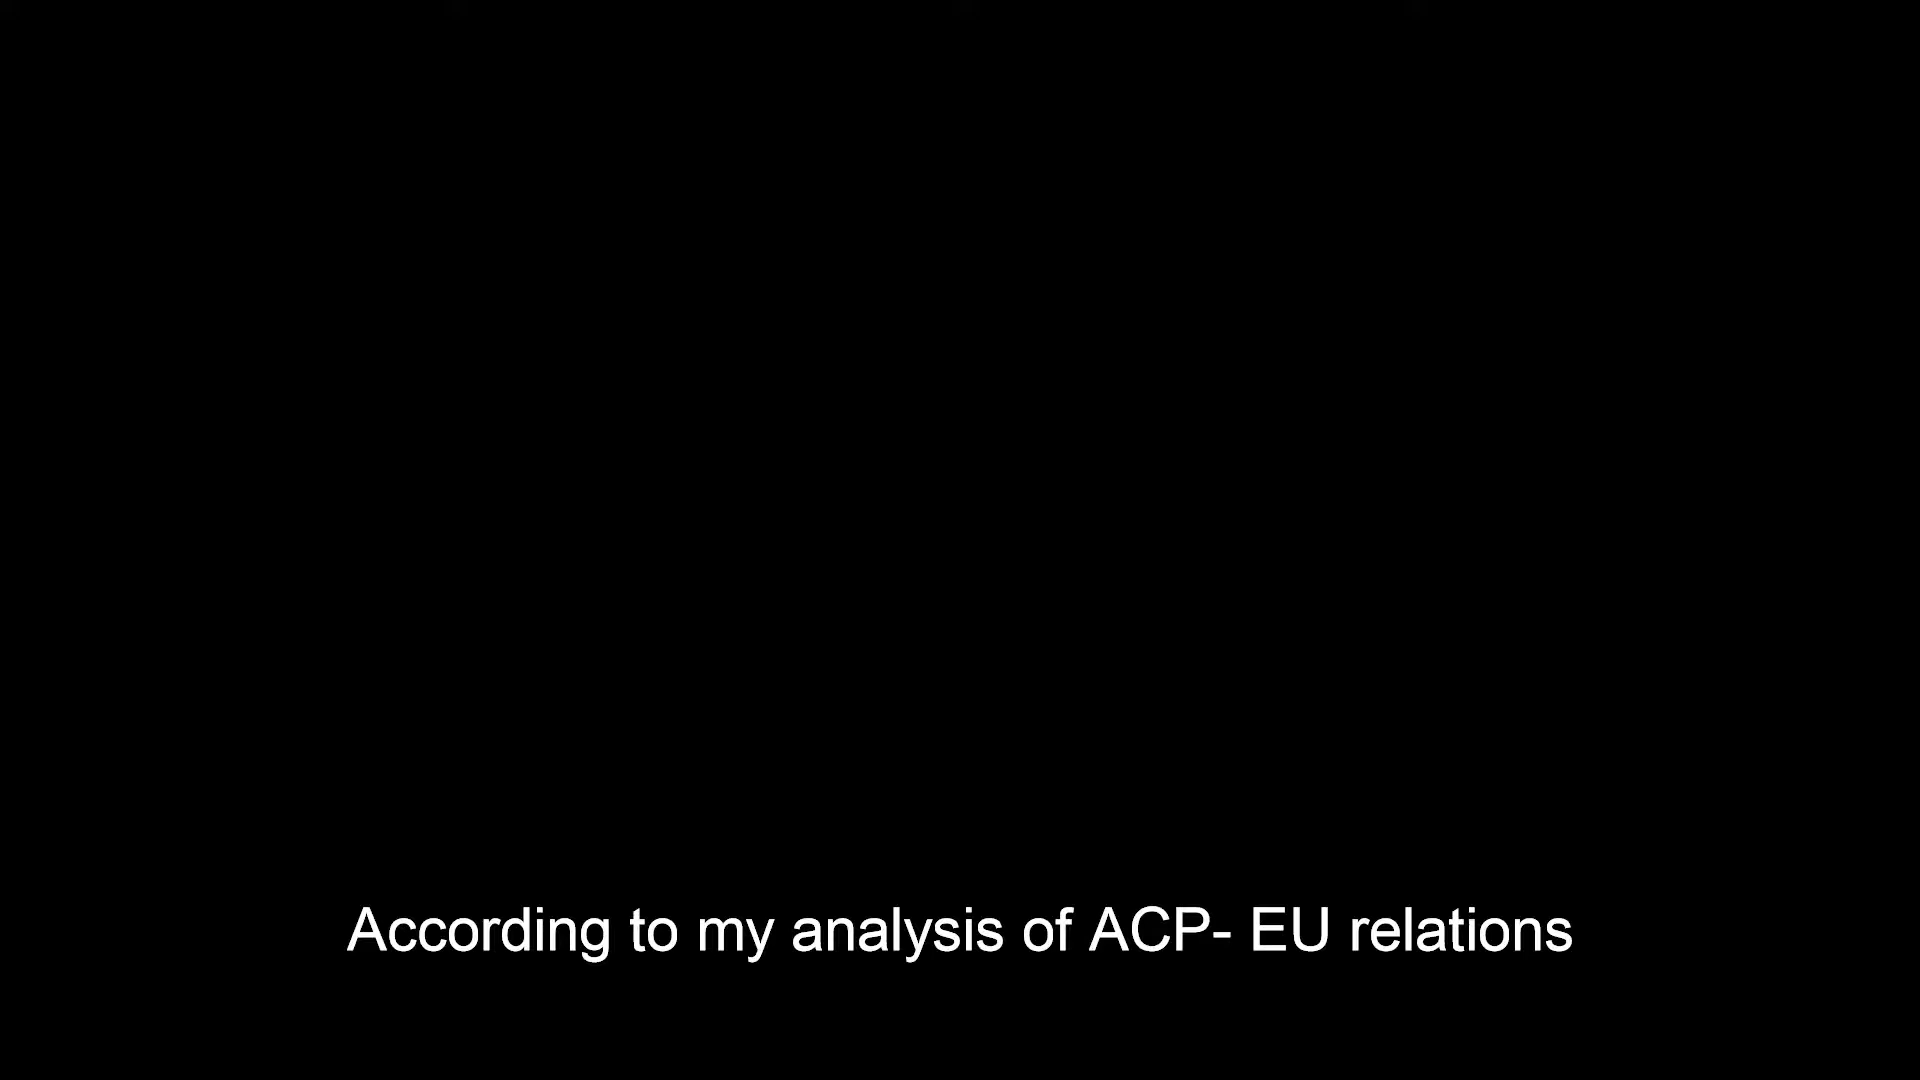 According to my analysis of ACP- EU relations